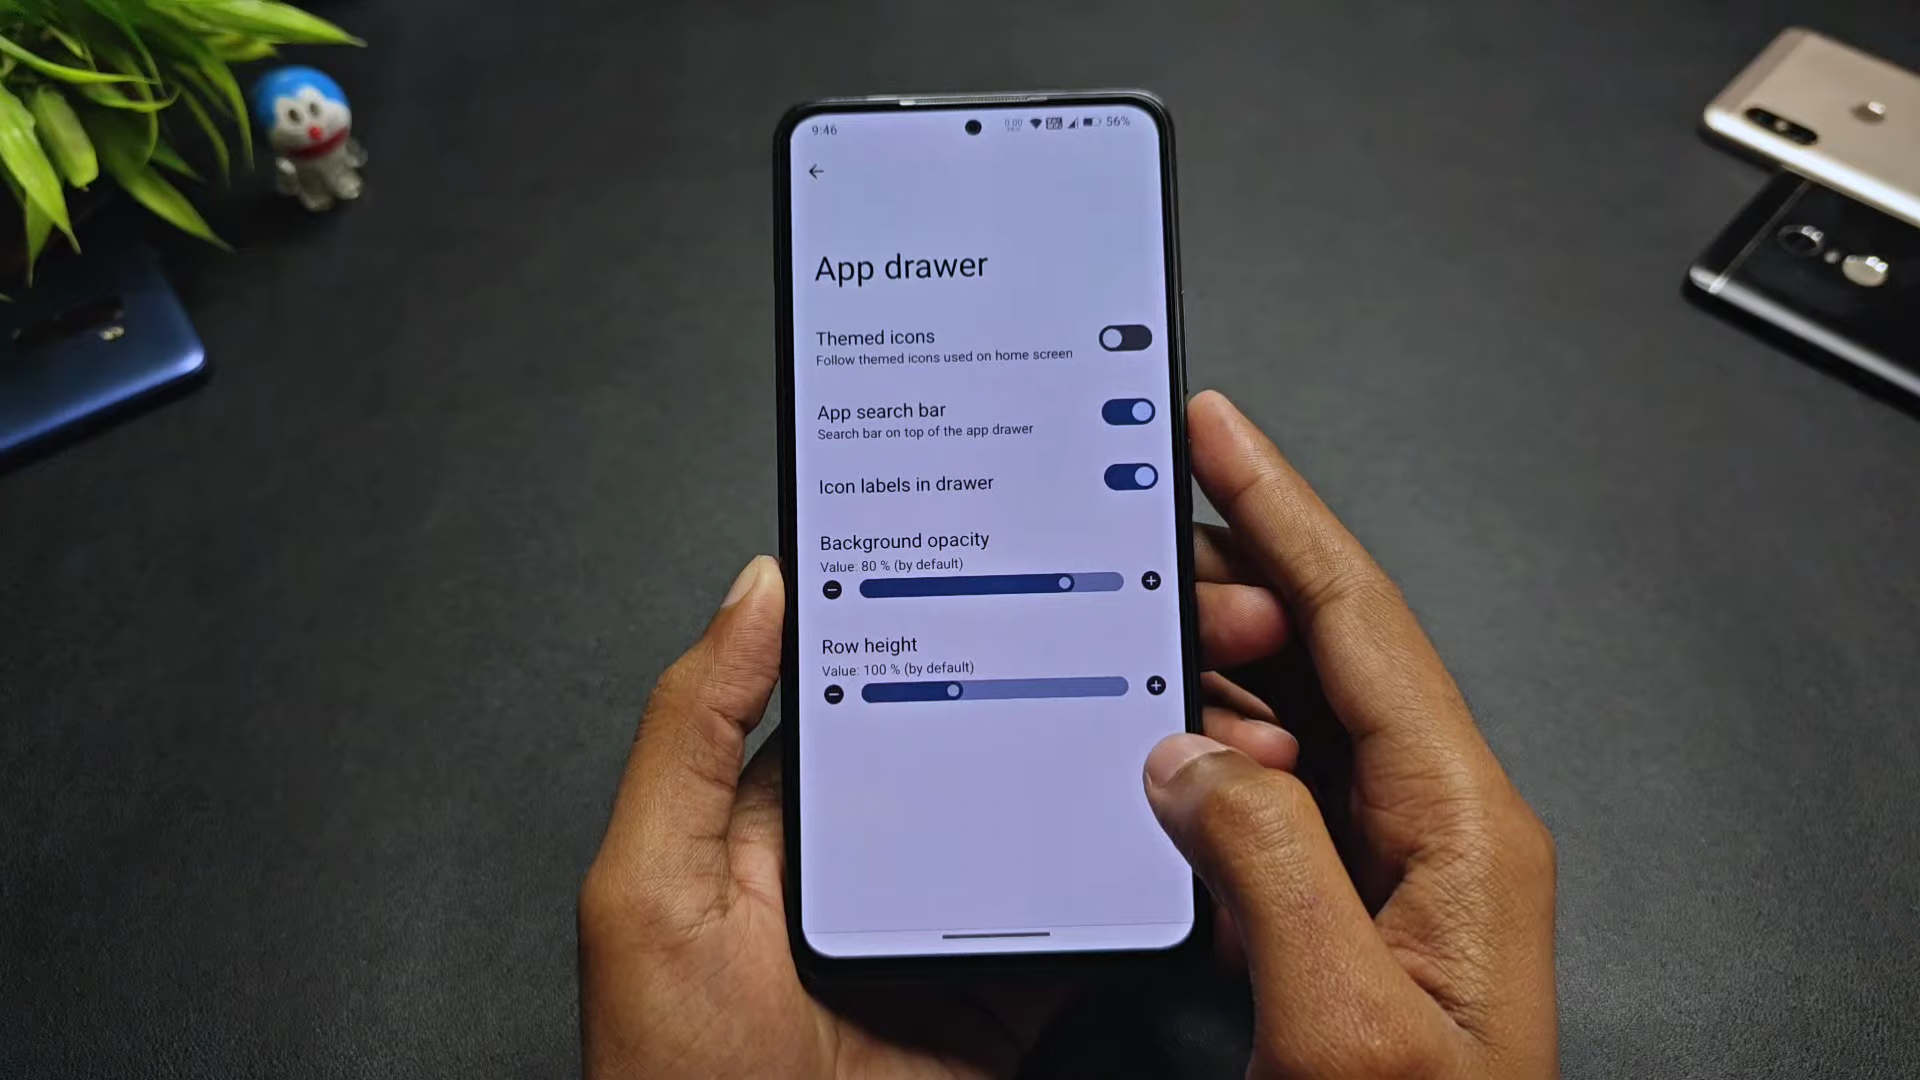 9:46
0.00
56%
App drawer
Themed icons
Follow themed icons used on home screen
App search bar
Search bar on top of the app drawer
Icon labels in drawer
Background opacity
Value: 80 % (by default)
Row height
Value: 100 % (by default)